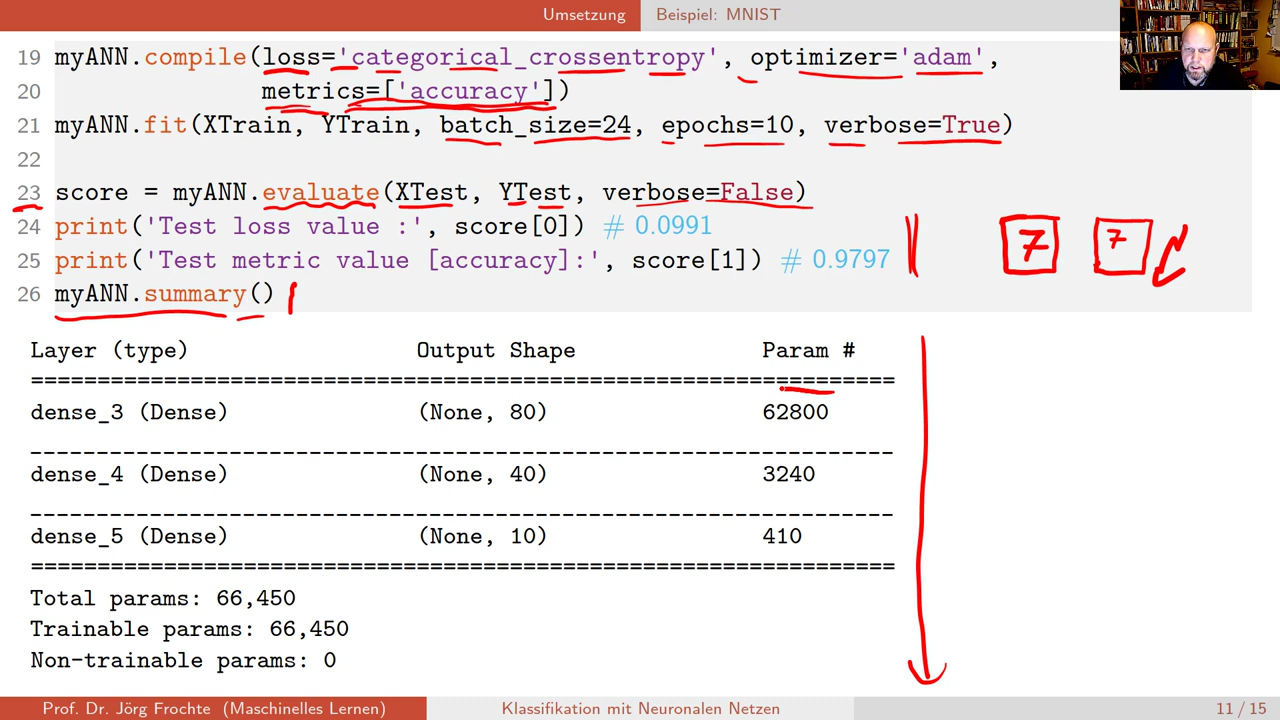 Umsetzung Beispiel: MNIST
19 myANN.compile(loss='categorical_crossentropy', optimizer='adam',
20 metrics=['accuracy'])
21 myANN.fit(XTrain, YTrain, batch_size=24, epochs=10, verbose=True)
22
23 score = myANN.evaluate(XTest, YTest, verbose=False)
24 print('Test loss value :', score[0]) # 0.0991
25 print('Test metric value [accuracy]:', score[1]) # 0.9797
7 7
26 myANN.summary()
Layer (type) Output Shape Param #
=================================================================
dense_3 (Dense) (None, 80) 62800
_________________________________________________________________
dense_4 (Dense) (None, 40) 3240
_________________________________________________________________
dense_5 (Dense) (None, 10) 410
=================================================================
Total params: 66,450
Trainable params: 66,450
Non-trainable params: 0
Prof. Dr. Jörg Frochte (Maschinelles Lernen) Klassifikation mit Neuronalen Netzen 11 / 15